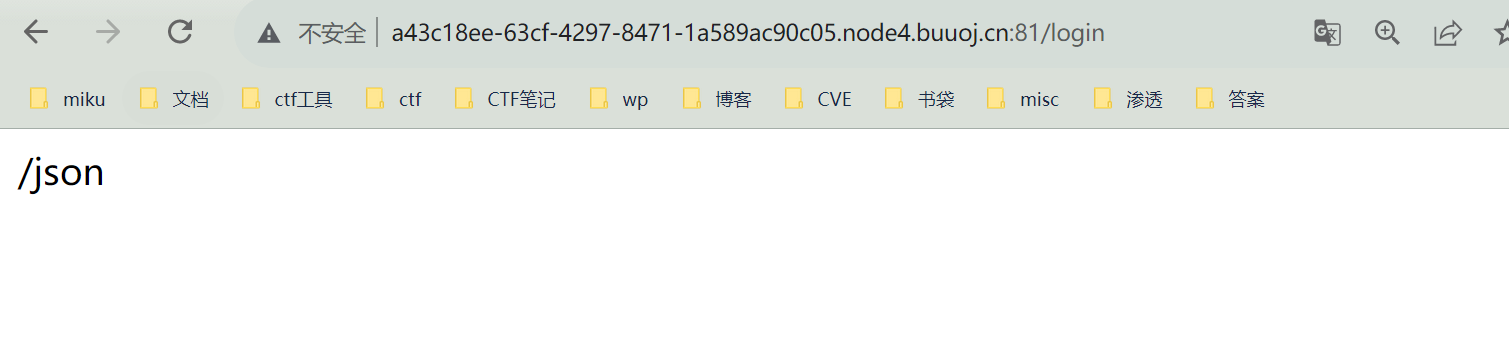 不安全 a43c18ee-63cf-4297-8471-1a589ac90c05.node4.buuoj.cn:81/login
miku 文档 ctf工具 ctf CTF笔记 wp 博客 CVE 书袋 misc 渗透 答案
/json